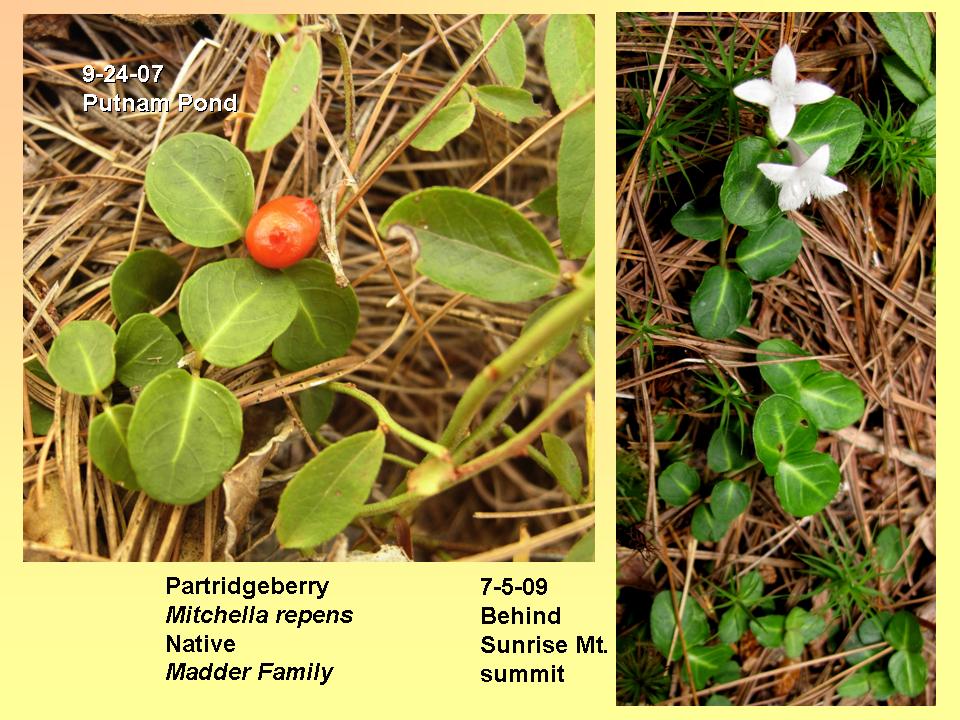 9-24-07
Putnam Pond
Partridgeberry
Mitchella repens
Native
Madder Family
7-5-09
Behind
Sunrise Mt.
summit